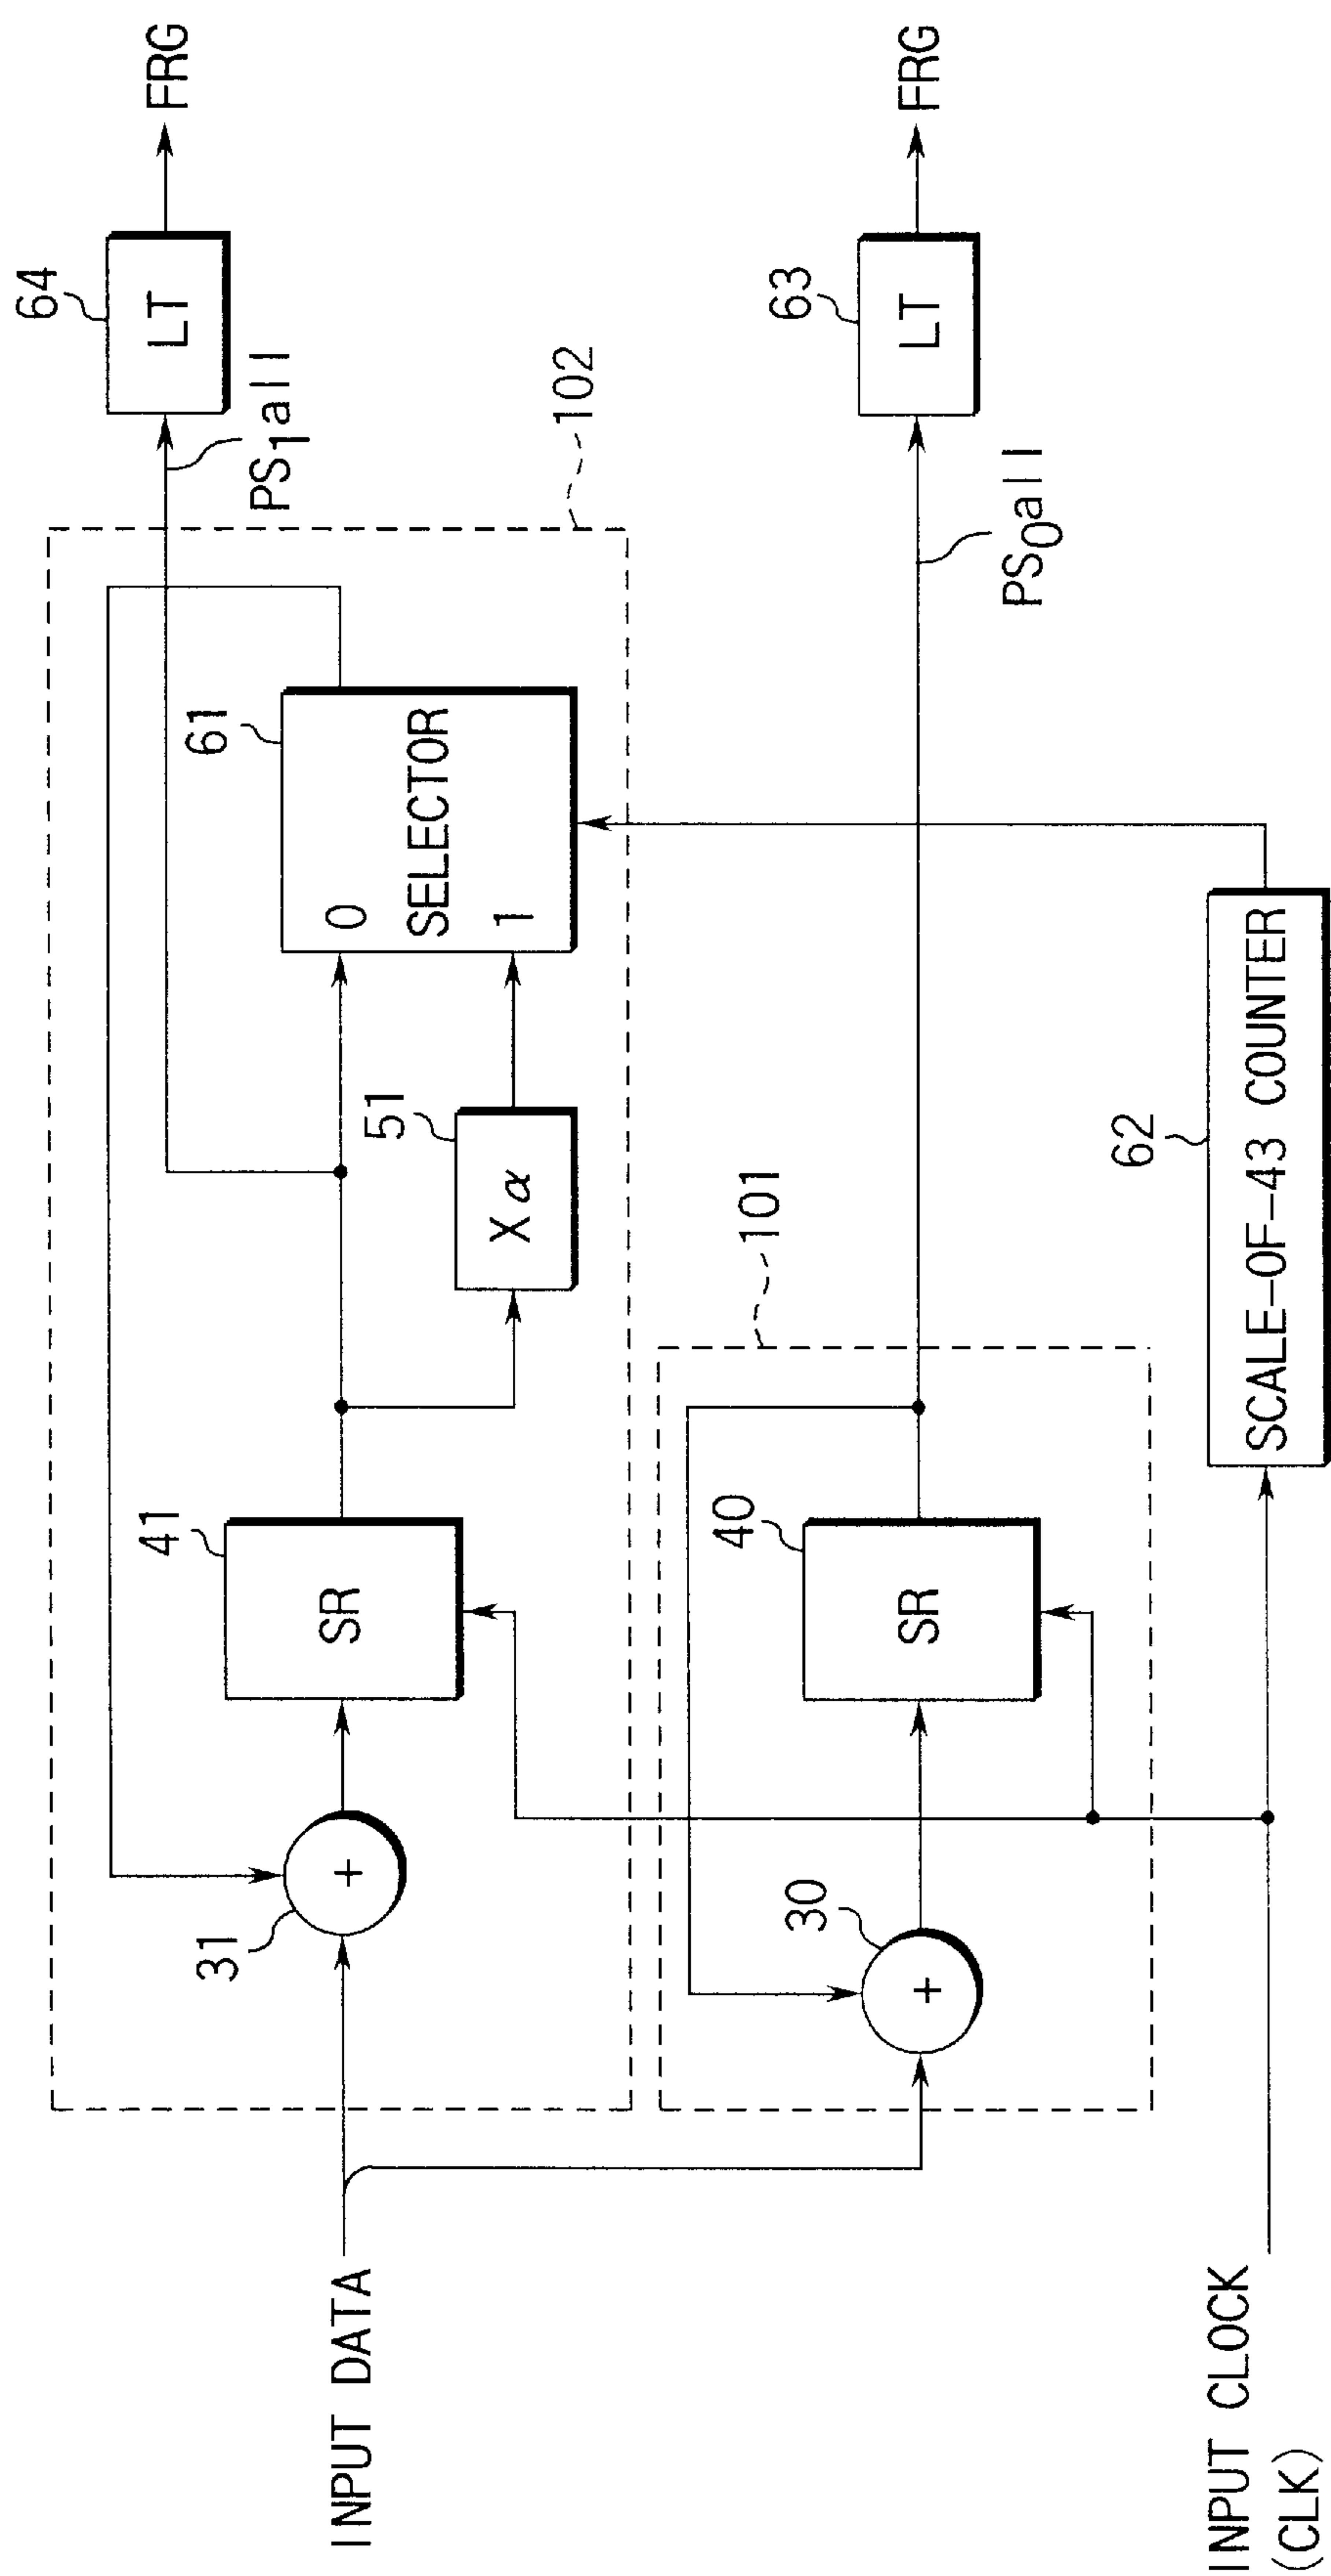 64
LT
FRG
PS1all
102
61
0
SELECTOR
1
51
Xα
41
SR
31
+
INPUT DATA
63
LT
FRG
PS0all
101
40
SR
30
+
62
SCALE-OF-43 COUNTER
INPUT CLOCK
(CLK)